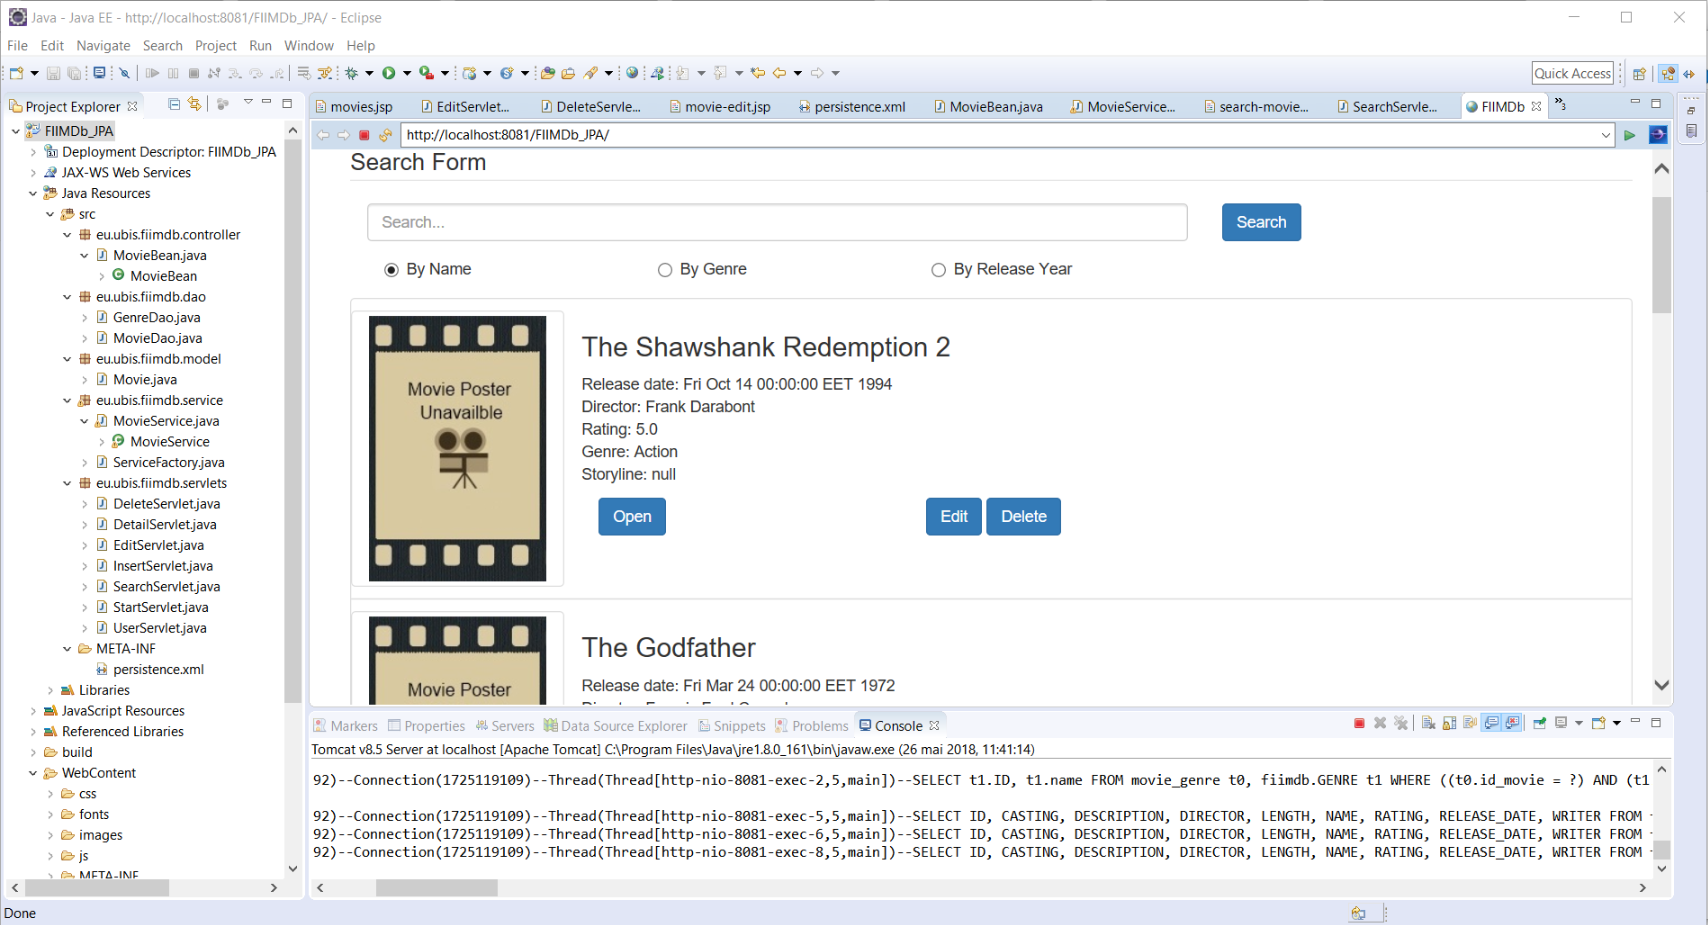 Java - Java EE - http://localhost:8081/FIIMDb_JPA/ - Eclipse
File Edit Navigate Search Project Run Window Help
Quick Access
Project Explorer
movies.jsp EditServlet... DeleteServle... movie-edit.jsp persistence.xml MovieBean.java MovieService... search-movie... SearchServle... FIIMDb »3
http://localhost:8081/FIIMDb_JPA/
FIIMDb_JPA
Deployment Descriptor: FIIMDb_JPA
JAX-WS Web Services
Java Resources
src
eu.ubis.fiimdb.controller
MovieBean.java
MovieBean
eu.ubis.fiimdb.dao
GenreDao.java
MovieDao.java
eu.ubis.fiimdb.model
Movie.java
eu.ubis.fiimdb.service
MovieService.java
MovieService
ServiceFactory.java
eu.ubis.fiimdb.servlets
DeleteServlet.java
DetailServlet.java
EditServlet.java
InsertServlet.java
SearchServlet.java
StartServlet.java
UserServlet.java
META-INF
persistence.xml
Libraries
JavaScript Resources
Referenced Libraries
build
WebContent
css
fonts
images
js
META-INF
Search Form
Search... Search
By Name By Genre By Release Year
Movie Poster
Unavailble
The Shawshank Redemption 2
Release date: Fri Oct 14 00:00:00 EET 1994
Director: Frank Darabont
Rating: 5.0
Genre: Action
Storyline: null
Open Edit Delete
Movie Poster
The Godfather
Release date: Fri Mar 24 00:00:00 EET 1972
Markers Properties Servers Data Source Explorer Snippets Problems Console
Tomcat v8.5 Server at localhost [Apache Tomcat] C:\Program Files\Java\jre1.8.0_161\bin\javaw.exe (26 mai 2018, 11:41:14)
92)--Connection(1725119109)--Thread(Thread[http-nio-8081-exec-2,5,main])--SELECT t1.ID, t1.name FROM movie_genre t0, fiimdb.GENRE t1 WHERE ((t0.id_movie = ?) AND (t1
92)--Connection(1725119109)--Thread(Thread[http-nio-8081-exec-5,5,main])--SELECT ID, CASTING, DESCRIPTION, DIRECTOR, LENGTH, NAME, RATING, RELEASE_DATE, WRITER FROM
92)--Connection(1725119109)--Thread(Thread[http-nio-8081-exec-6,5,main])--SELECT ID, CASTING, DESCRIPTION, DIRECTOR, LENGTH, NAME, RATING, RELEASE_DATE, WRITER FROM
92)--Connection(1725119109)--Thread(Thread[http-nio-8081-exec-8,5,main])--SELECT ID, CASTING, DESCRIPTION, DIRECTOR, LENGTH, NAME, RATING, RELEASE_DATE, WRITER FROM
Done